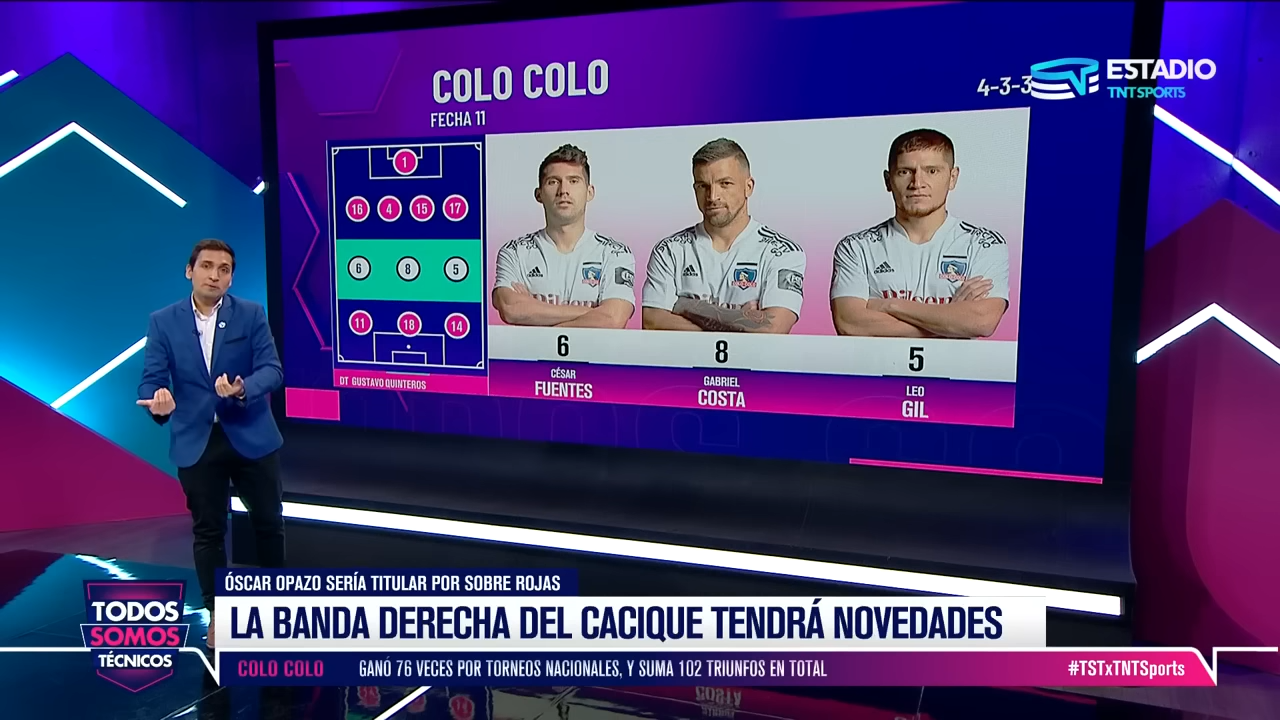 COLO COLO
FECHA 11
4-3-3
ESTADIO
TNT SPORTS
1
16 4 15 17
6 8 5
11 18 14
DT GUSTAVO QUINTEROS
adidas
adidas
adidas
6
CÉSAR
FUENTES
8
GABRIEL
COSTA
5
LEO
GIL
ÓSCAR OPAZO SERÍA TITULAR POR SOBRE ROJAS
LA BANDA DERECHA DEL CACIQUE TENDRÁ NOVEDADES
TODOS
SOMOS
TÉCNICOS
COLO COLO GANÓ 76 VECES POR TORNEOS NACIONALES, Y SUMA 102 TRIUNFOS EN TOTAL
#TSTxTNTSports